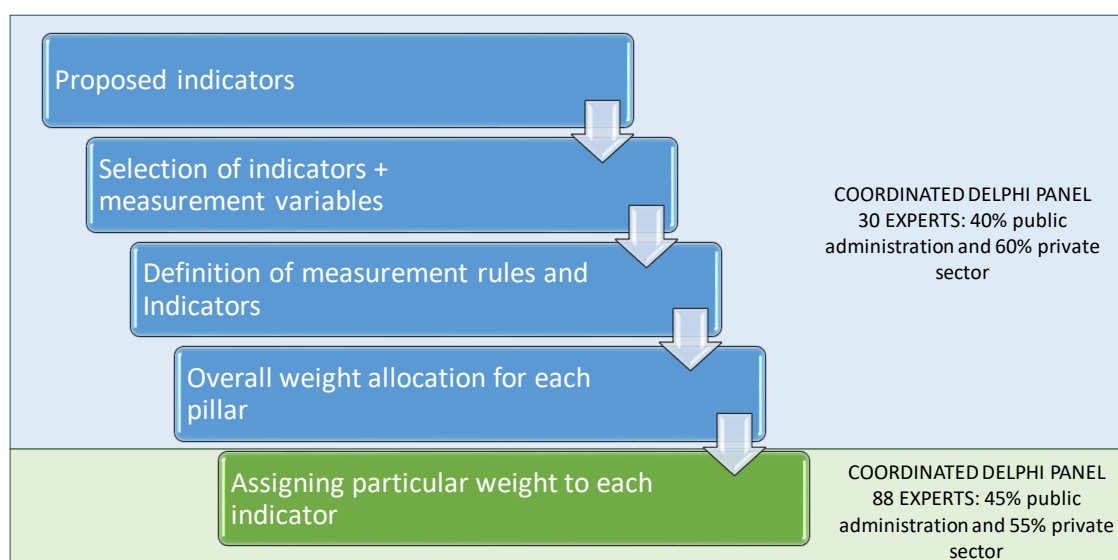 Proposed indicators
Selection of indicators +
measurement variables
Definition of measurement rules and
Indicators
Overall weight allocation for each
pillar
Assigning particular weight to each
indicator
COORDINATED DELPHI PANEL
30 EXPERTS: 40% public
administration and 60% private
sector
COORDINATED DELPHI PANEL
88 EXPERTS: 45% public
administration and 55% private
sector